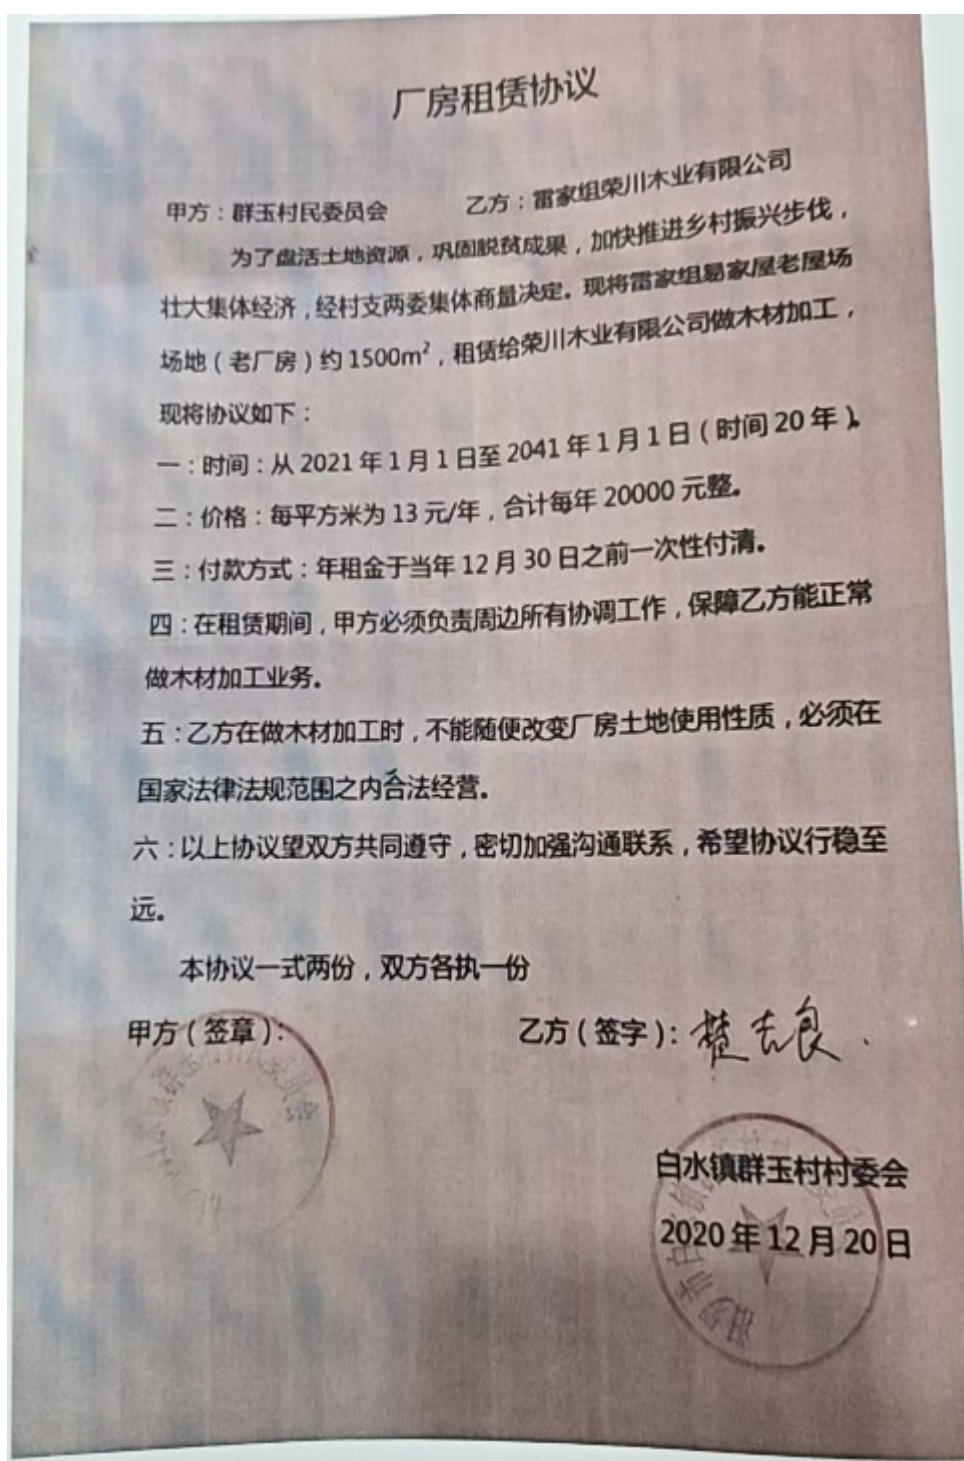 厂房租赁协议
甲方：群玉村民委员会 乙方：雷家组荣川木业有限公司
为了盘活土地资源，巩固脱贫成果，加快推进乡村振兴步伐，
壮大集体经济，经村支两委集体商量决定。现将雷家组易家屋老屋场
场地（老厂房）约1500m²，租赁给荣川木业有限公司做木材加工，
现将协议如下：
一：时间：从2021年1月1日至2041年1月1日（时间20年）。
二：价格：每平方米为13元/年，合计每年20000元整。
三：付款方式：年租金于当年12月30日之前一次性付清。
四：在租赁期间，甲方必须负责周边所有协调工作，保障乙方能正常
做木材加工业务。
五：乙方在做木材加工时，不能随便改变厂房土地使用性质，必须在
国家法律法规范围之内合法经营。
六：以上协议望双方共同遵守，密切加强沟通联系，希望协议行稳至
远。
本协议一式两份，双方各执一份
甲方（签章）： 乙方（签字）：
白水镇群玉村村委会
2020年12月20日